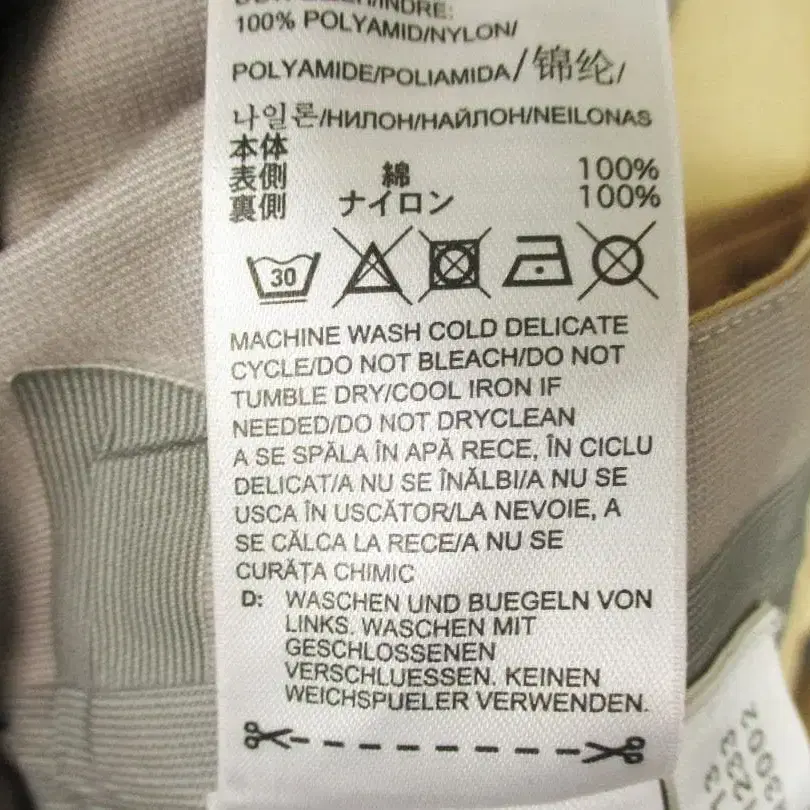 100% POLYAMID/NYLON/
POLYAMIDE/POLIAMIDA/锦纶/
나일론/НИЛОН/НАЙЛОН/NEILONAS
本体
表側 綿 100%
裏側 ナイロン 100%
30
MACHINE WASH COLD DELICATE
CYCLE/DO NOT BLEACH/DO NOT
TUMBLE DRY/COOL IRON IF
NEEDED/DO NOT DRYCLEAN
A SE SPĂLA ÎN APĂ RECE, ÎN CICLU
DELICAT/A NU SE ÎNĂLBI/A NU SE
USCA ÎN USCĂTOR/LA NEVOIE, A
SE CĂLCA LA RECE/A NU SE
CURĂȚA CHIMIC
D: WASCHEN UND BUEGELN VON
LINKS. WASCHEN MIT
GESCHLOSSENEN
VERSCHLUESSEN. KEINEN
WEICHSPUELER VERWENDEN.